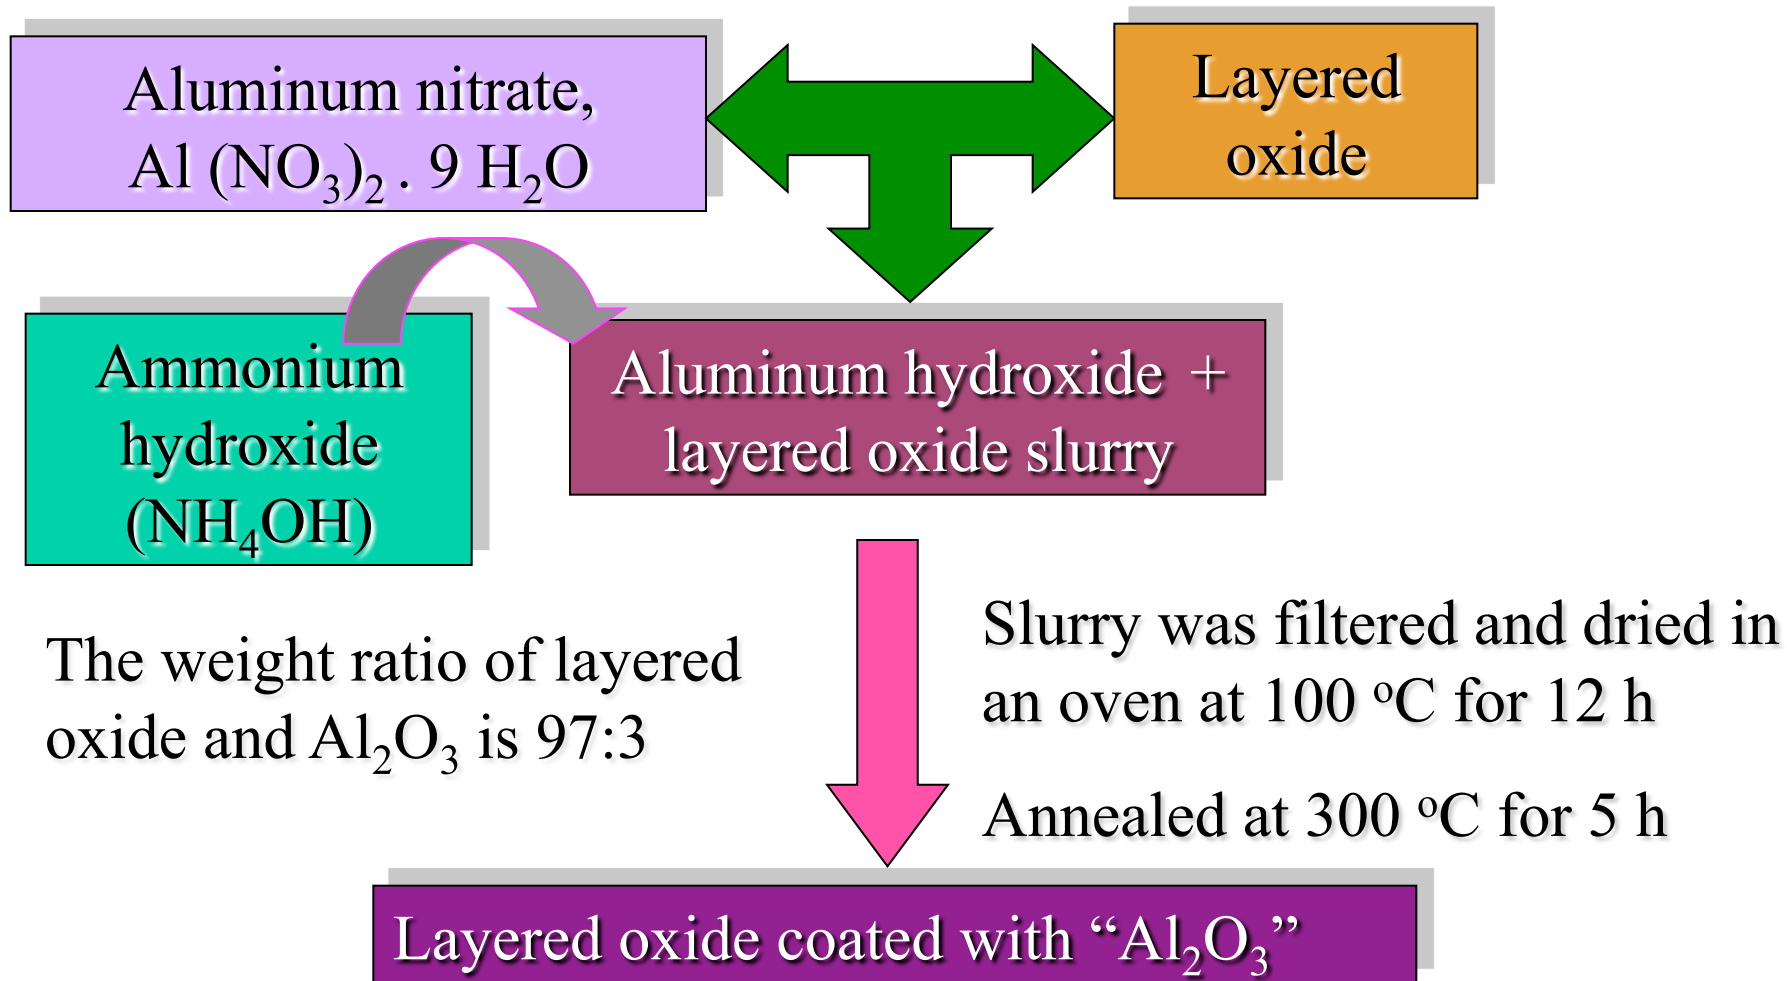 Aluminum nitrate,
Al (NO₃)₂ . 9 H₂O
Layered
oxide
Ammonium
hydroxide
(NH₄OH)
Aluminum hydroxide +
layered oxide slurry
The weight ratio of layered
oxide and Al₂O₃ is 97:3
Slurry was filtered and dried in
an oven at 100 ºC for 12 h
Annealed at 300 ºC for 5 h
Layered oxide coated with “Al₂O₃”